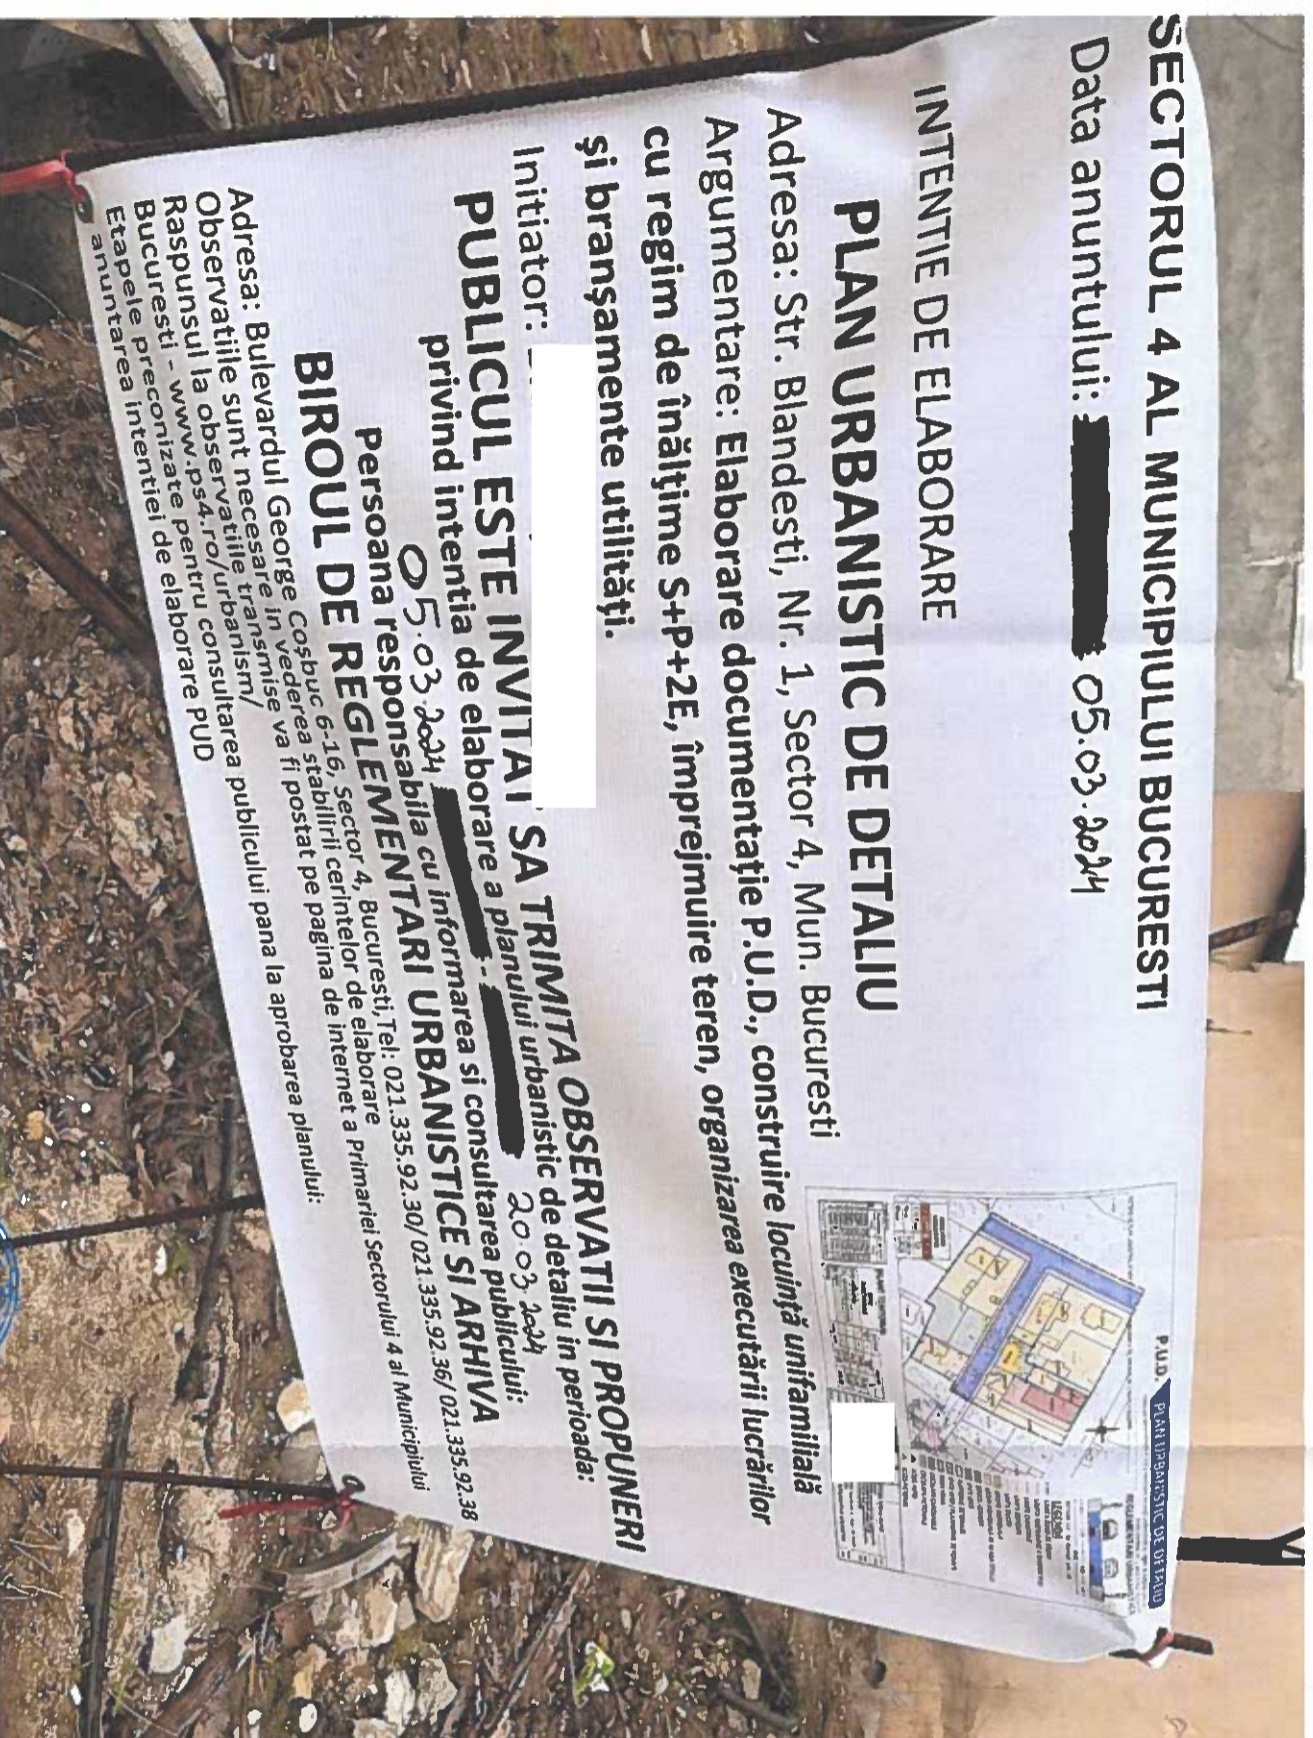 SECTORUL 4 AL MUNICIPIULUI BUCURESTI
Data anuntului: 05.03.2024
INTENTIE DE ELABORARE
PLAN URBANISTIC DE DETALIU
Adresa: Str. Blandesti, Nr. 1, Sector 4, Mun. Bucuresti
Argumentare: Elaborare documentație P.U.D., construire locuință unifamilială
cu regim de înălțime S+P+2E, împrejmuire teren, organizarea executării lucrărilor
și branșamente utilități.
Initiator:
PUBLICUL ESTE INVITAT SA TRIMITA OBSERVATII SI PROPUNERI
privind intentia de elaborare a planului urbanistic de detaliu in perioada:
05.03.2024 - 20.03.2024
Persoana responsabila cu informarea si consultarea publicului:
BIROUL DE REGLEMENTARI URBANISTICE SI ARHIVA
Adresa: Bulevardul George Coșbuc 6-16, Sector 4, Bucuresti, Tel: 021.335.92.30/ 021.335.92.36/ 021.335.92.38
Observatiile sunt necesare in vederea stabilirii cerintelor de elaborare
Raspunsul la observatiile transmise va fi postat pe pagina de internet a Primariei Sectorului 4 al Municipiului
Bucuresti - www.ps4.ro/urbanism/
Etapele preconizate pentru consultarea publicului pana la aprobarea planului:
anuntarea intentiei de elaborare PUD
P.U.D. PLAN URBANISTIC DE DETALIU
LEGENDA